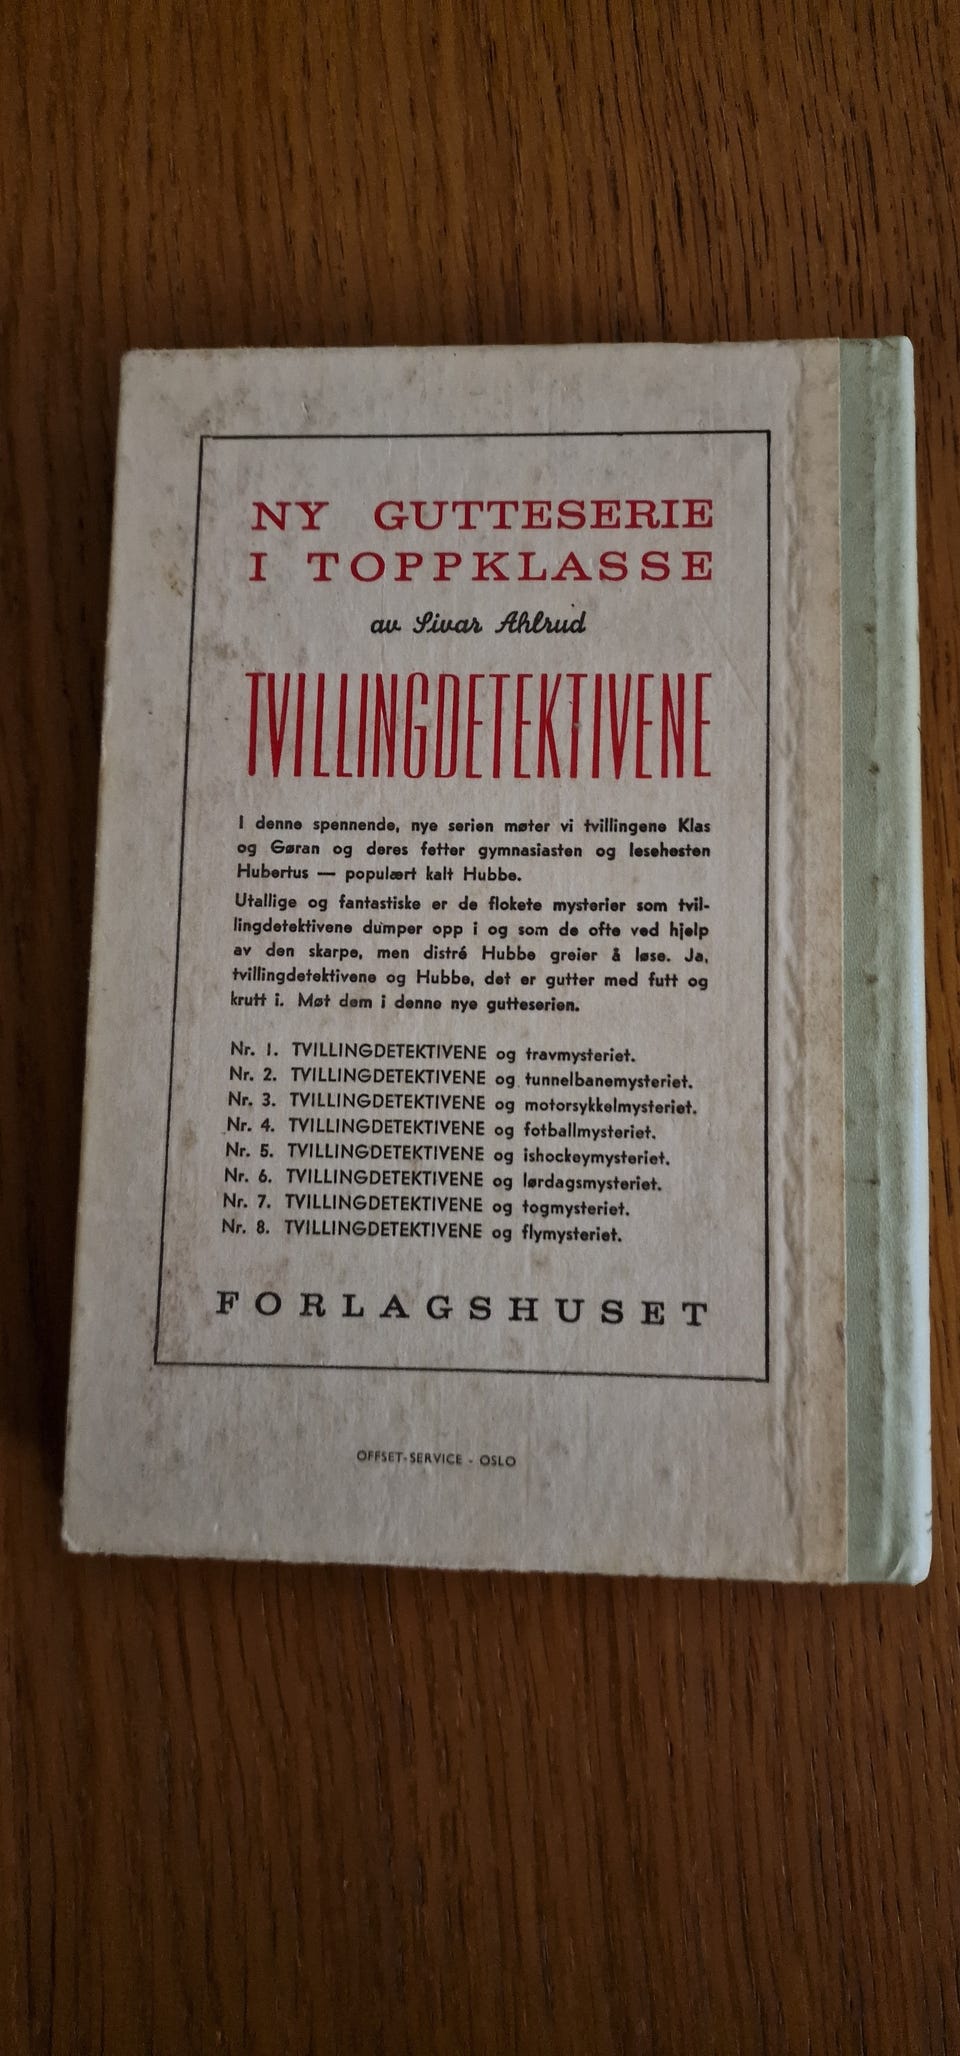 NY GUTTESERIE
I TOPPKLASSE
av Sivar Ahlrud
TVILLINGDETEKTIVENE
I denne spennende, nye serien møter vi tvillingene Klas
og Gøran og deres fetter gymnasiasten og lesehesten
Hubertus — populært kalt Hubbe.
Utallige og fantastiske er de flokete mysterier som tvil-
lingdetektivene dumper opp i og som de ofte ved hjelp
av den skarpe, men distré Hubbe greier å løse. Ja,
tvillingdetektivene og Hubbe, det er gutter med futt og
krutt i. Møt dem i denne nye gutteserien.
Nr. 1. TVILLINGDETEKTIVENE og travmysteriet.
Nr. 2. TVILLINGDETEKTIVENE og tunnelbanemysteriet.
Nr. 3. TVILLINGDETEKTIVENE og motorsykkelmysteriet.
Nr. 4. TVILLINGDETEKTIVENE og fotballmysteriet.
Nr. 5. TVILLINGDETEKTIVENE og ishockeymysteriet.
Nr. 6. TVILLINGDETEKTIVENE og lørdagsmysteriet.
Nr. 7. TVILLINGDETEKTIVENE og togmysteriet.
Nr. 8. TVILLINGDETEKTIVENE og flymysteriet.
FORLAGSHUSET
OFFSET-SERVICE - OSLO